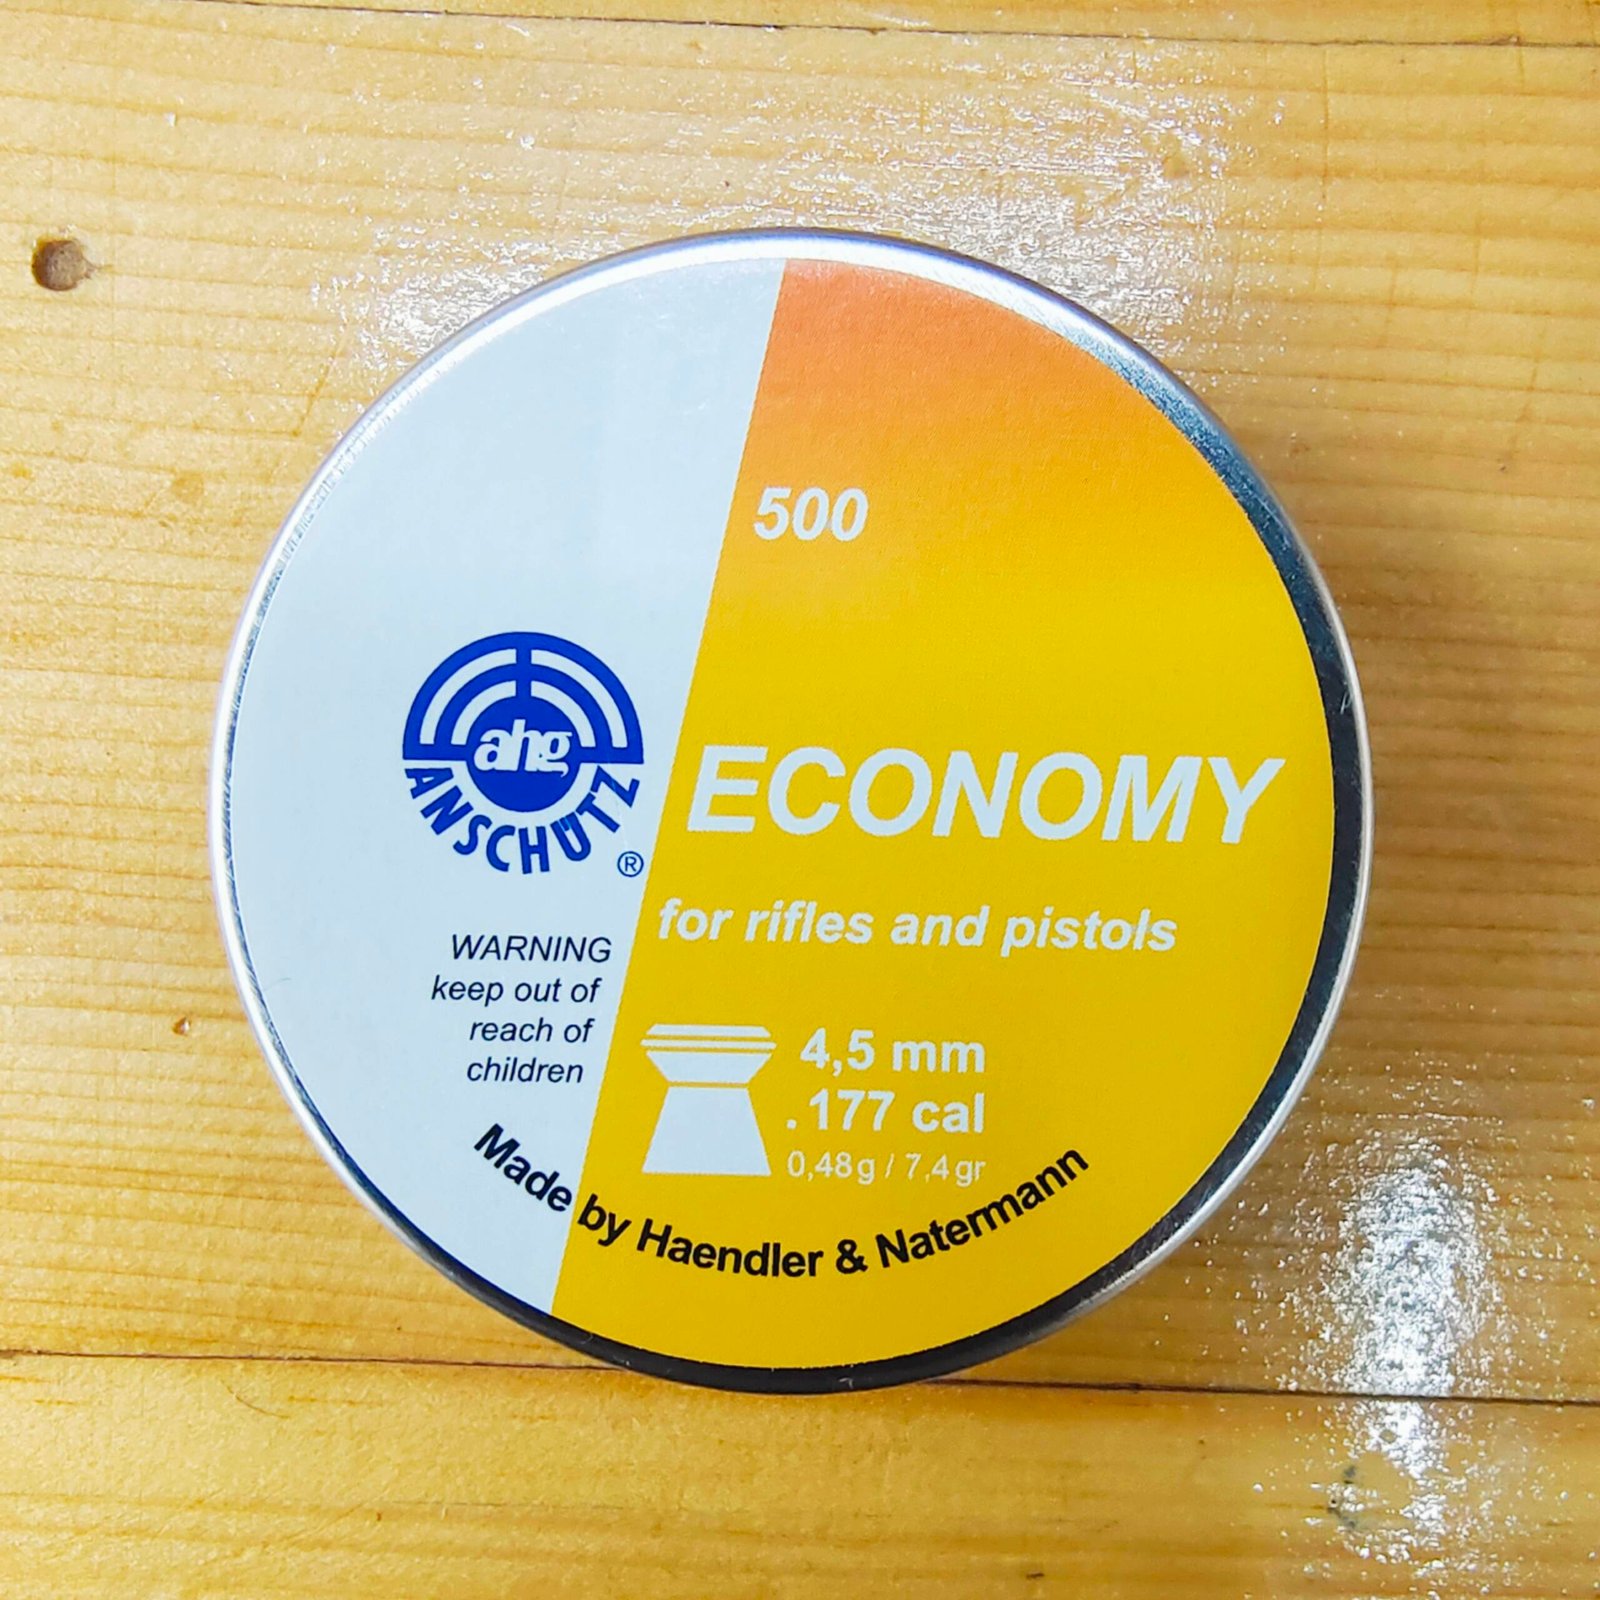 500
ahg
ANSCHÜTZ
®
ECONOMY
for rifles and pistols
WARNING
keep out of
reach of
children
4,5 mm
.177 cal
0,48g / 7,4gr
Made by Haendler & Natermann